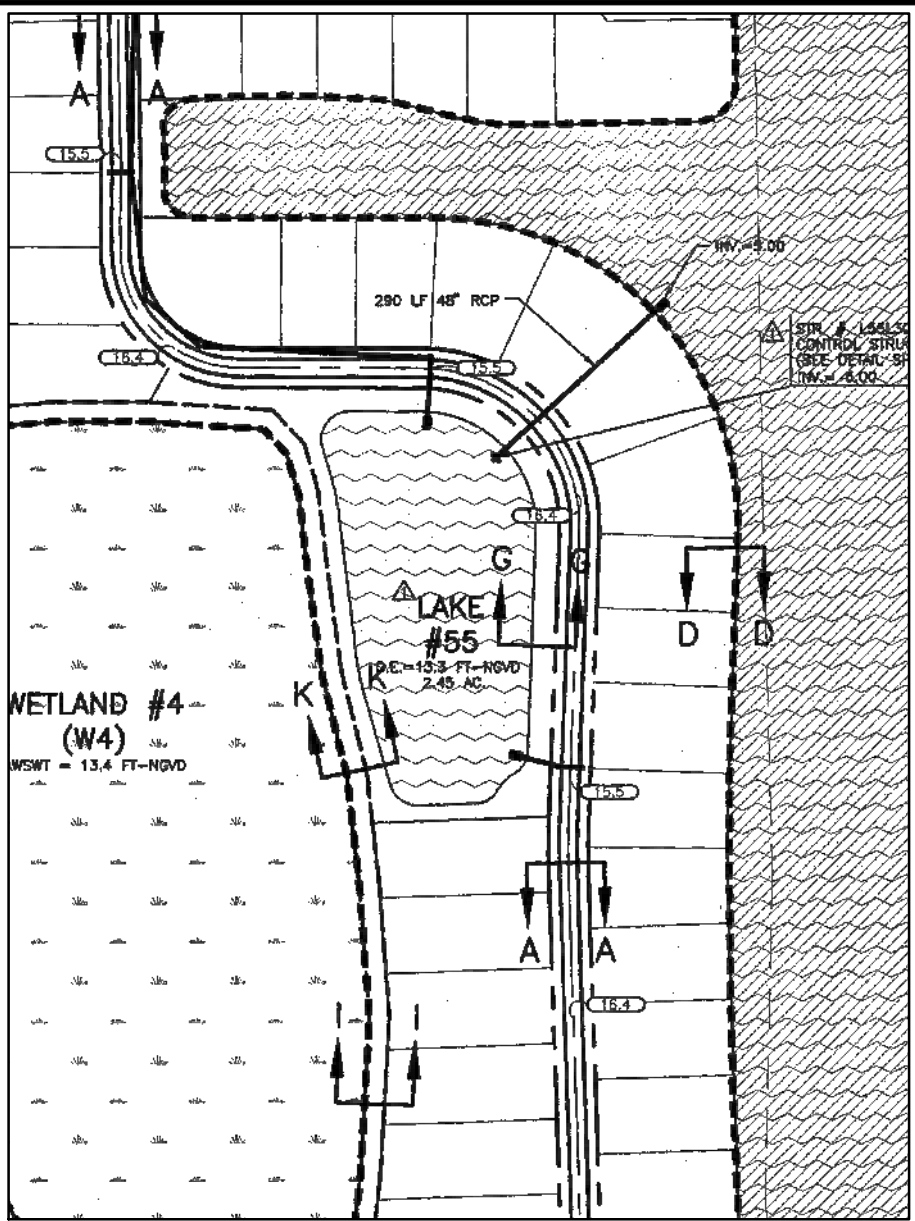 A A
15.5
INV.=5.00
290 LF 48" RCP
STR. #
CONTROL
(SEE DETAIL
INV.= 6.00
16.4
15.5
16.4
G G
1
LAKE
#55
=13.3 FT-NGVD
2.45 AC.
D D
K K
WETLAND #4
(W4)
WSWT = 13.4 FT-NGVD
15.5
A A
16.4